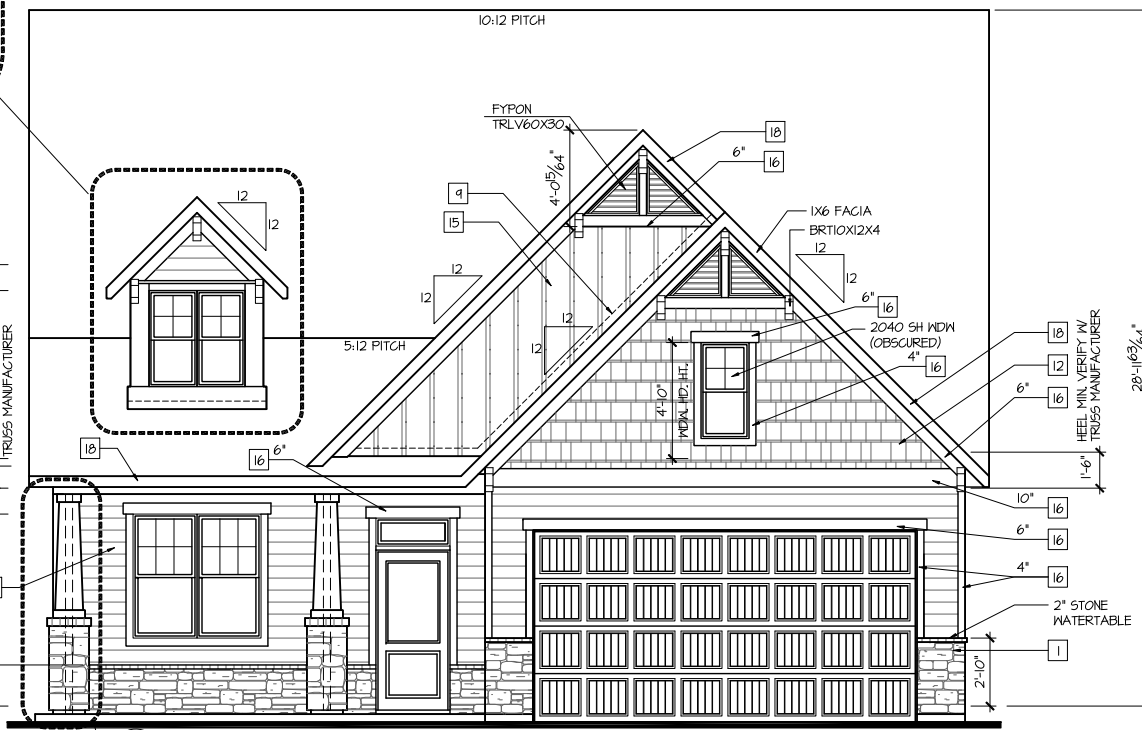 10:12 PITCH
FYPON
TRLV60X30
18
6"
16
4'-0 15/64"
9
15
1X6 FACIA
BRT10X12X4
12
12
12
12
12
12
12
12
6"
16
2040 SH WDW
(OBSCURED)
4"
16
5:12 PITCH
4'-10"
WDW. HD. HT.
18
12
6"
16
HEEL MIN. VERIFY W/
TRUSS MANUFACTURER
28'-11 63/64"
TRUSS MANUFACTURER
18
16
6"
1'-6"
10"
16
6"
16
4"
16
2" STONE
WATERTABLE
1
2'-10"